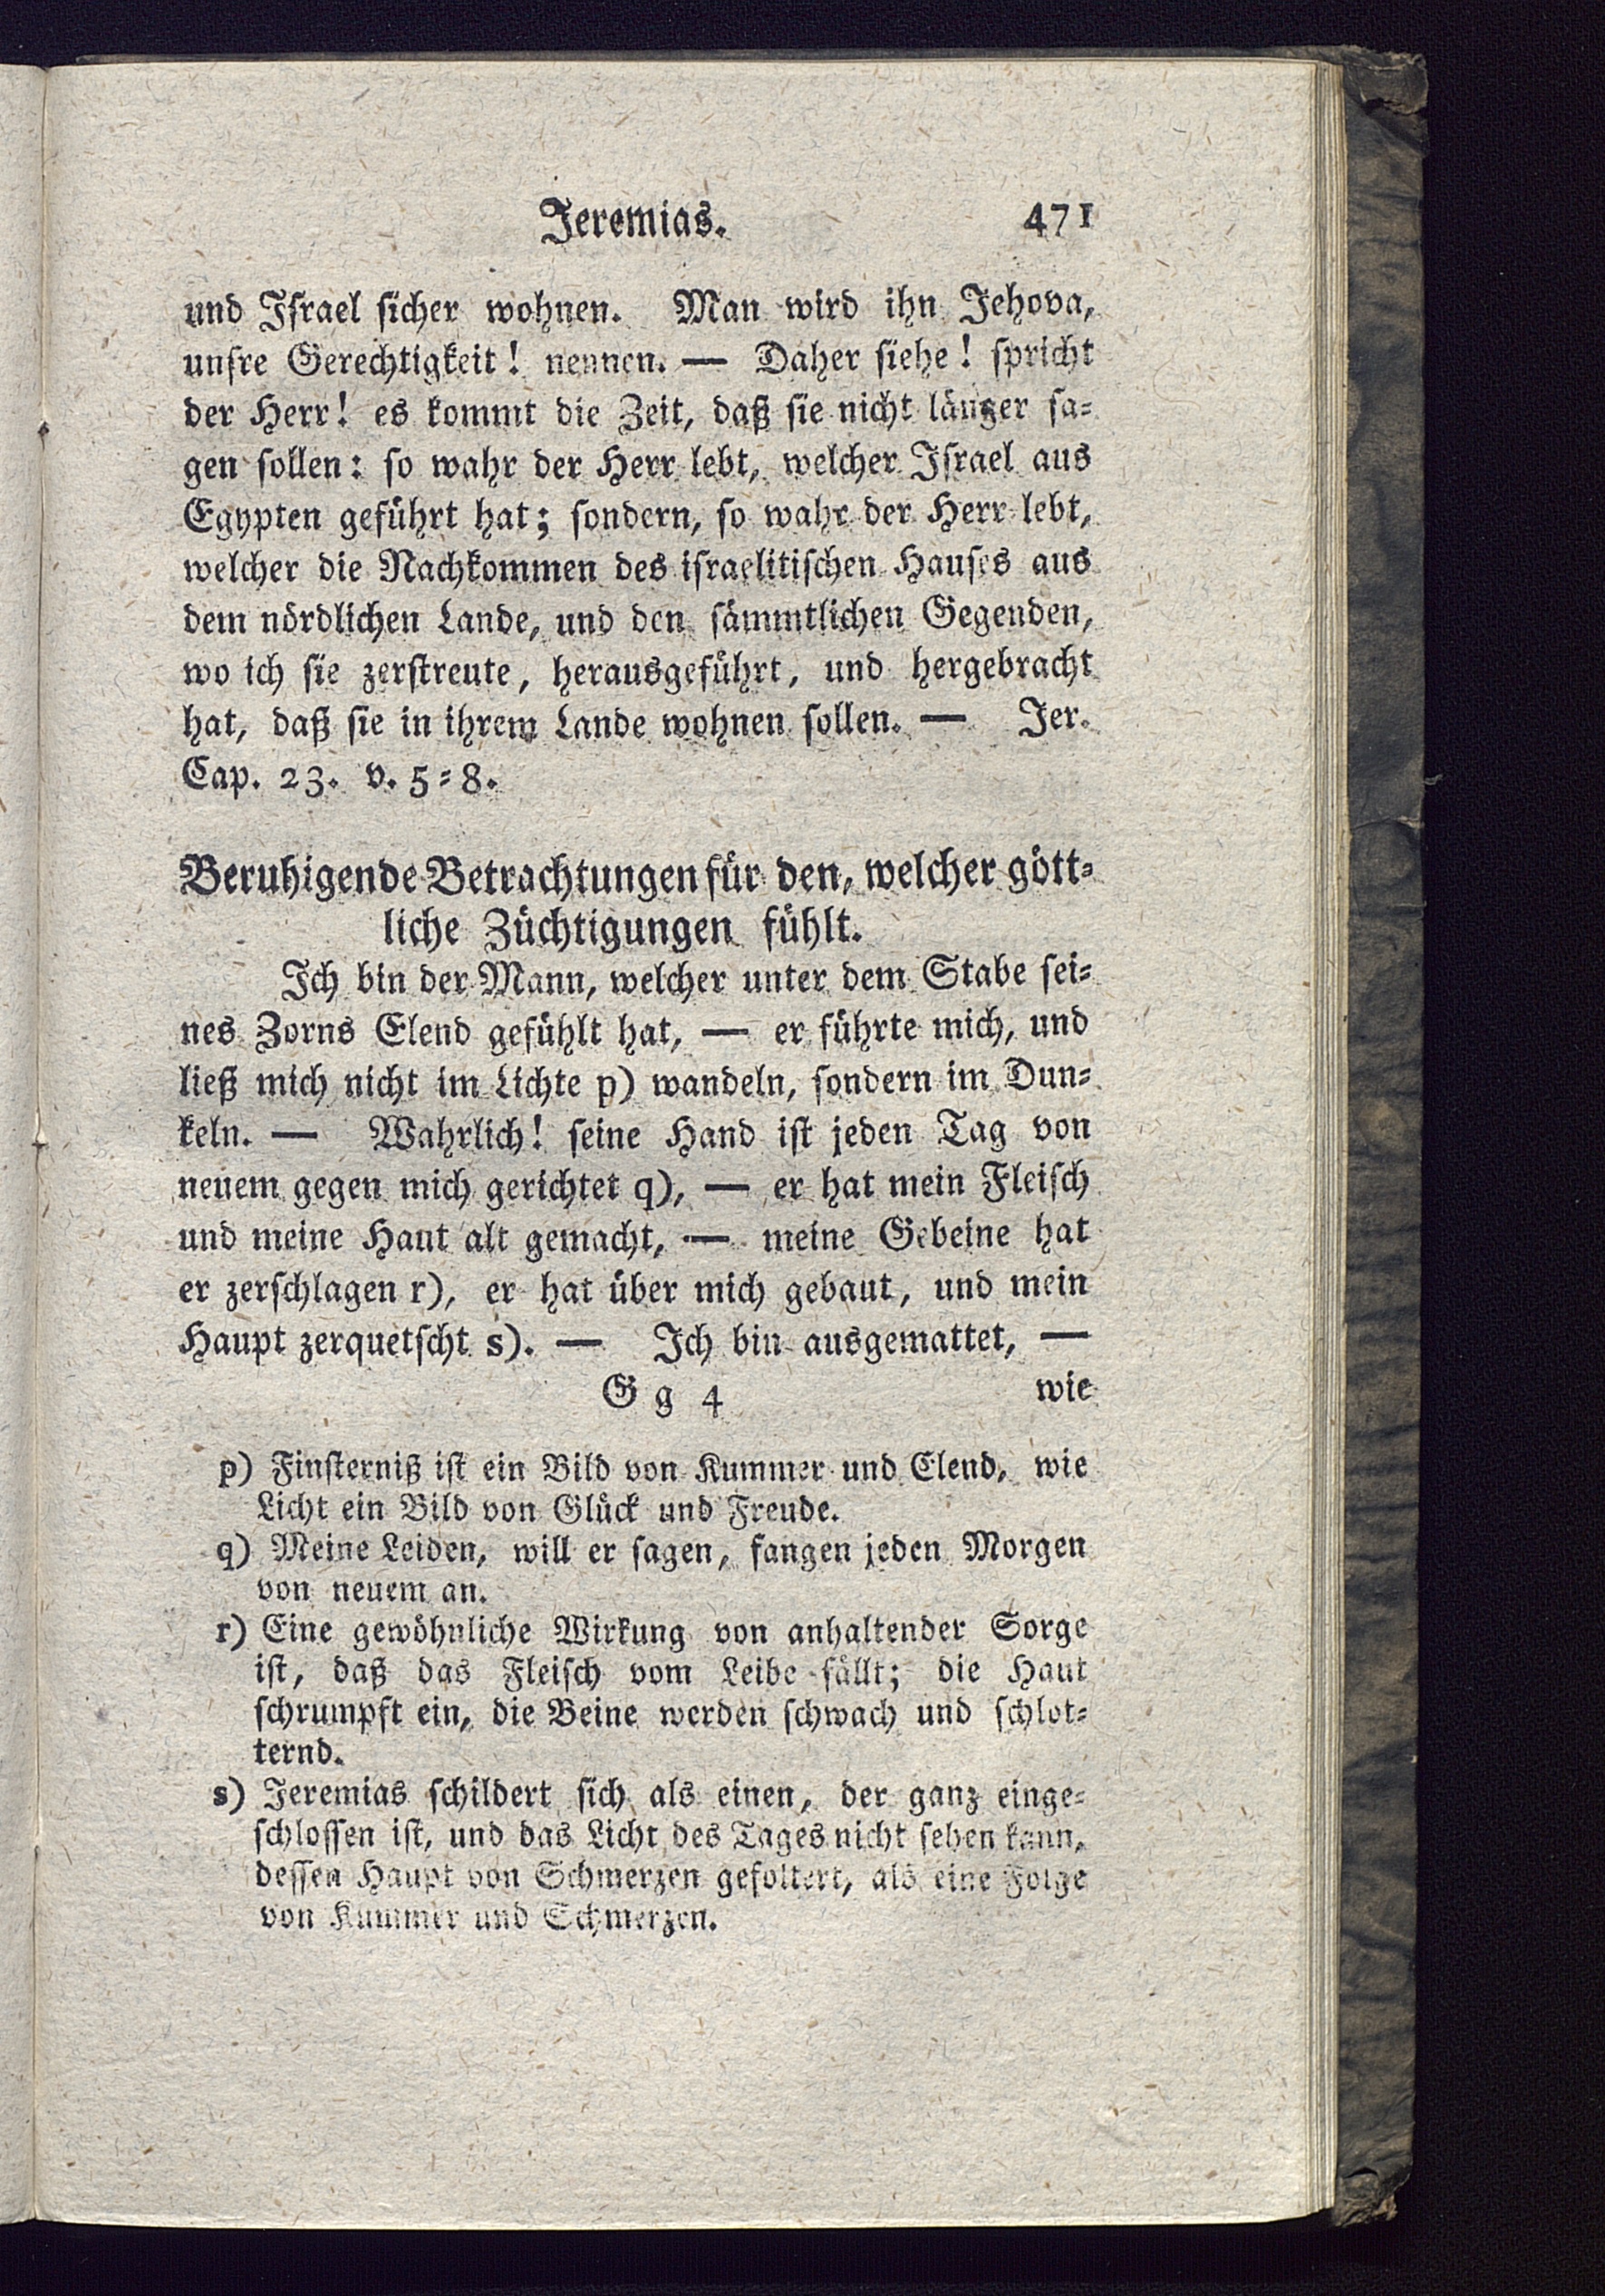 Jeremias. 471
und Israel sicher wohnen. Man wird ihn Jehova,
unsre Gerechtigkeit! nennen. — Daher siehe! spricht
der Herr! es kommt die Zeit, daß sie nicht länger sa=
gen sollen: so wahr der Herr lebt, welcher Israel aus
Egypten geführt hat; sondern, so wahr der Herr lebt,
welcher die Nachkommen des israelitischen Hauses aus
dem nördlichen Lande, und den sämmtlichen Gegenden,
wo ich sie zerstreute, herausgeführt, und hergebracht
hat, daß sie in ihrem Lande wohnen sollen. — Jer.
Cap. 23. v. 5=8.
Beruhigende Betrachtungen für den, welcher gött=
liche Züchtigungen fühlt.
Ich bin der Mann, welcher unter dem Stabe sei=
nes Zorns Elend gefühlt hat, — er führte mich, und
ließ mich nicht im Lichte p) wandeln, sondern im Dun=
keln. — Wahrlich! seine Hand ist jeden Tag von
neuem gegen mich gerichtet q), — er hat mein Fleisch
und meine Haut alt gemacht, — meine Gebeine hat
er zerschlagen r), er hat über mich gebaut, und mein
Haupt zerquetscht s). — Ich bin ausgemattet, —
G g 4 wie
p) Finsterniß ist ein Bild von Kummer und Elend, wie
Licht ein Bild von Glück und Freude.
q) Meine Leiden, will er sagen, fangen jeden Morgen
von neuem an.
r) Eine gewöhnliche Wirkung von anhaltender Sorge
ist, daß das Fleisch vom Leibe fällt; die Haut
schrumpft ein, die Beine werden schwach und schlot=
ternd.
s) Jeremias schildert sich als einen, der ganz einge=
schlossen ist, und das Licht des Tages nicht sehen kann,
dessen Haupt von Schmerzen gefoltert, als eine Folge
von Kummer und Schmerzen.